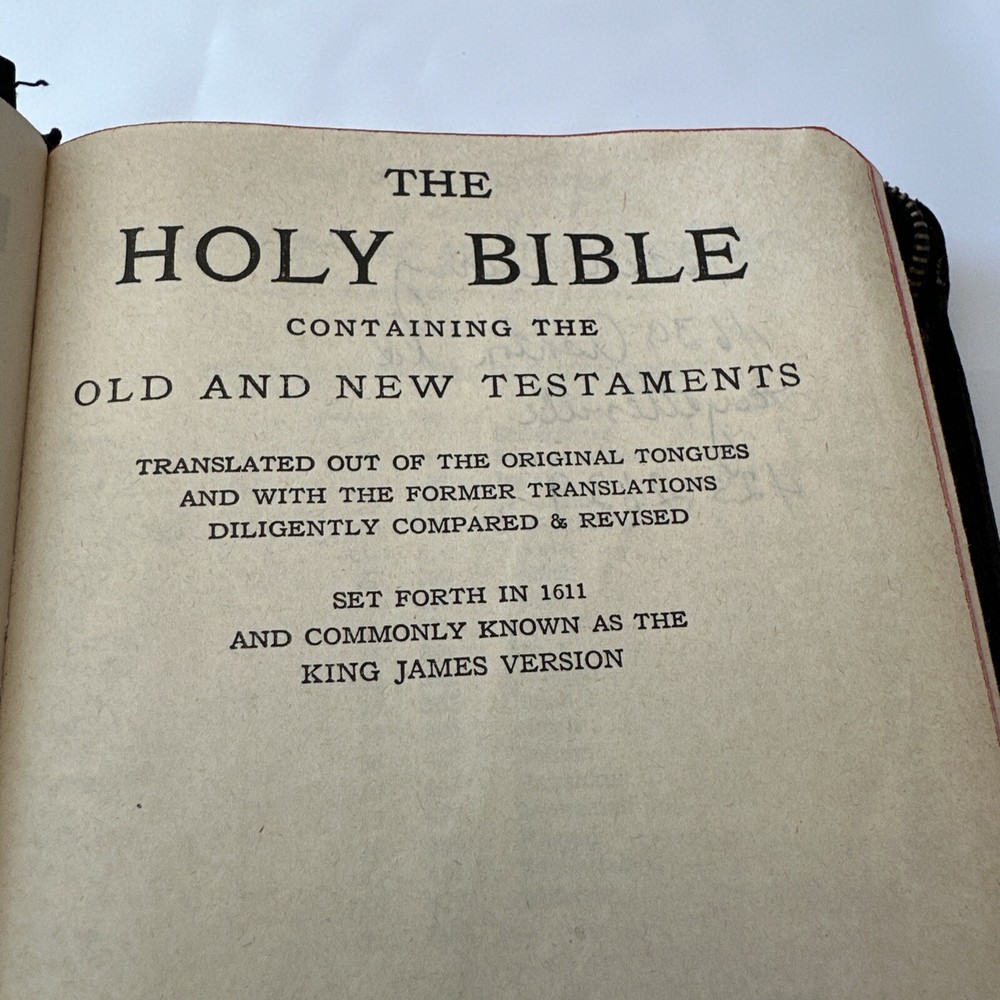 THE
HOLY BIBLE
CONTAINING THE
OLD AND NEW TESTAMENTS
TRANSLATED OUT OF THE ORIGINAL TONGUES
AND WITH THE FORMER TRANSLATIONS
DILIGENTLY COMPARED & REVISED
SET FORTH IN 1611
AND COMMONLY KNOWN AS THE
KING JAMES VERSION